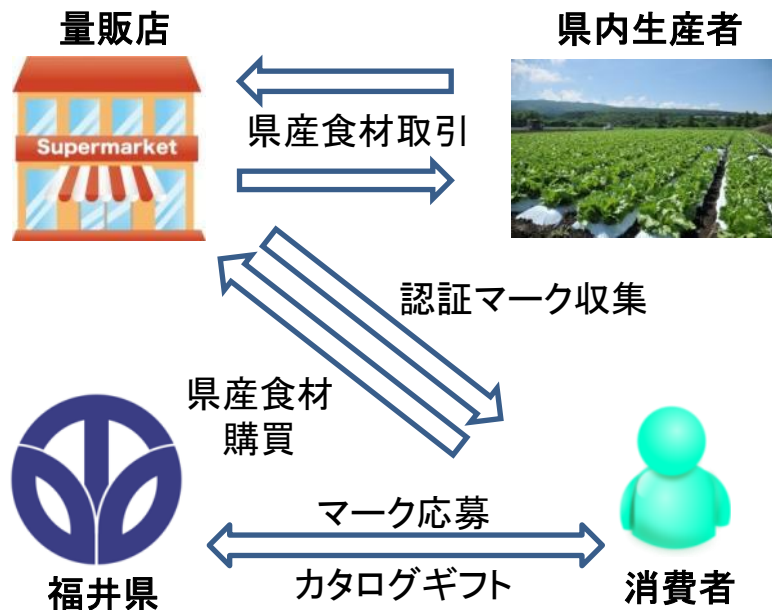 量販店
県内生産者
Supermarket
県産食材取引
認証マーク収集
県産食材
購買
マーク応募
カタログギフト
福井県
消費者